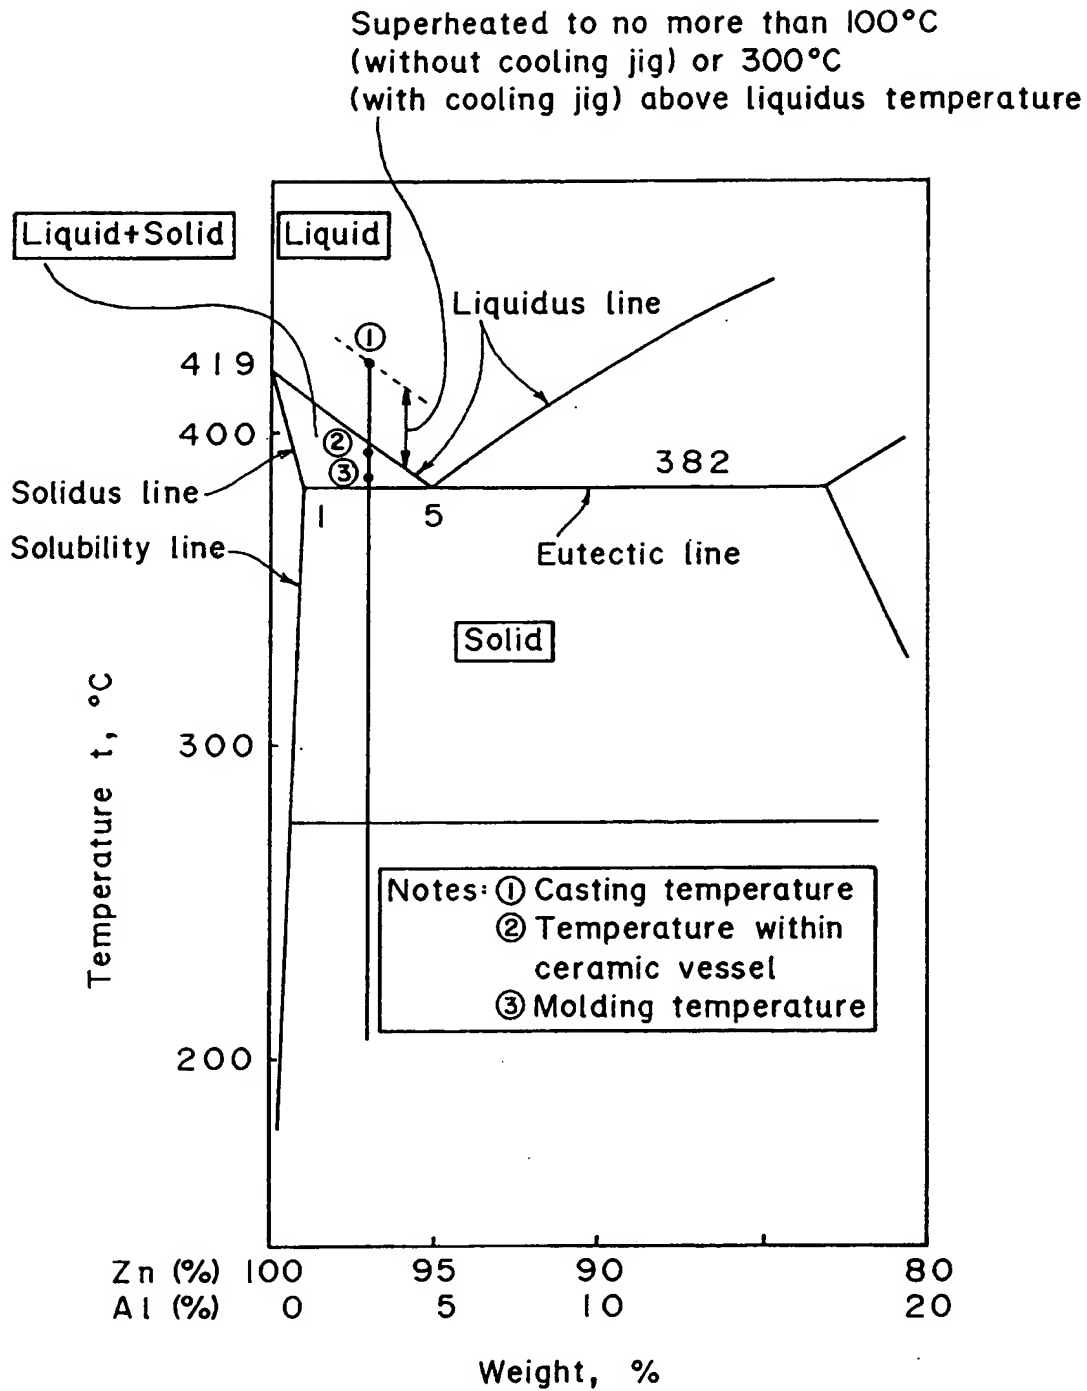 Superheated to no more than 100°C
(without cooling jig) or 300°C
(with cooling jig) above liquidus temperature
Liquid+Solid
Liquid
Liquidus line
①
419
400
②
③
382
Solidus line
1
5
Solubility line
Eutectic line
Solid
Temperature t, °C
300
Notes: ① Casting temperature
② Temperature within
ceramic vessel
③ Molding temperature
200
Zn (%) 100 95 90 80
Al (%) 0 5 10 20
Weight, %